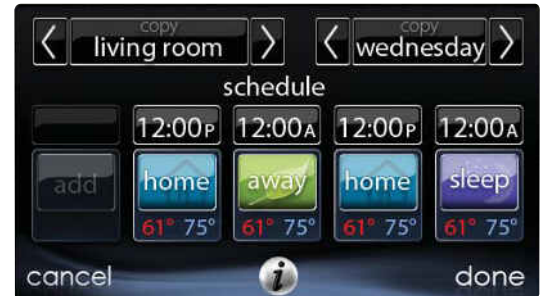 copy copy
living room wednesday
schedule
12:00P 12:00A 12:00P 12:00A
add home away home sleep
61° 75° 61° 75° 61° 75° 61° 75°
cancel i done